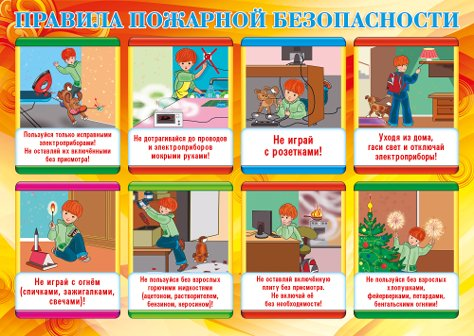 ПРАВИЛА ПОЖАРНОЙ БЕЗОПАСНОСТИ
Пользуйся только исправными
электроприборами!
Не оставляй их включёнными
без присмотра!
Не дотрагивайся до проводов
и электроприборов
мокрыми руками!
Не играй
с розетками!
Уходя из дома,
гаси свет и отключай
электроприборы!
Не играй с огнём
(спичками, зажигалками,
свечами)!
Не пользуйся без взрослых
горючими жидкостями
(ацетоном, растворителем,
бензином, керосином)!
Не оставляй включённую
плиту без присмотра.
Не включай её
без необходимости!
Не пользуйся без взрослых
хлопушками,
фейерверками, петардами,
бенгальскими огнями!